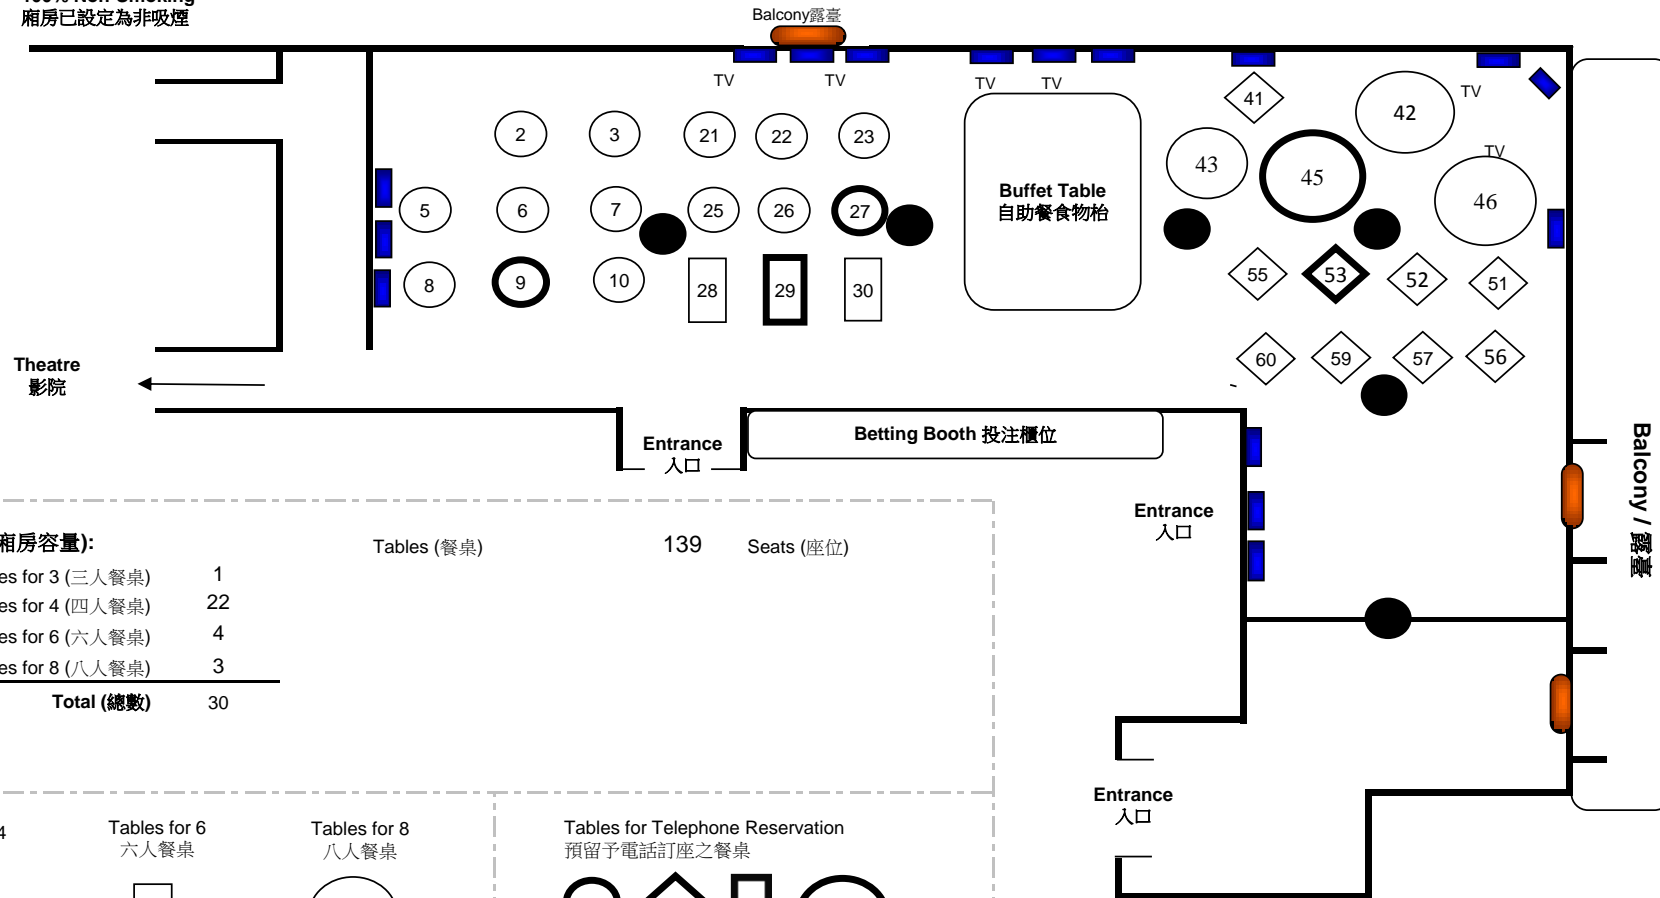 廂房已設定為非吸煙
Balcony露臺
TV TV TV TV
41 42 TV
2 3 21 22 23
43 45 TV
46
Buffet Table
自助餐食物枱
5 6 7 25 26 27
55 53 52 51
8 9 10 28 29 30
60 59 57 56
Theatre
影院
Entrance
入口
Betting Booth 投注櫃位
Balcony / 露臺
Entrance
入口
廂房容量):
Tables (餐桌) 139 Seats (座位)
es for 3 (三人餐桌) 1
es for 4 (四人餐桌) 22
es for 6 (六人餐桌) 4
es for 8 (八人餐桌) 3
Total (總數) 30
Entrance
入口
4
Tables for 6
六人餐桌
Tables for 8
八人餐桌
Tables for Telephone Reservation
預留予電話訂座之餐桌